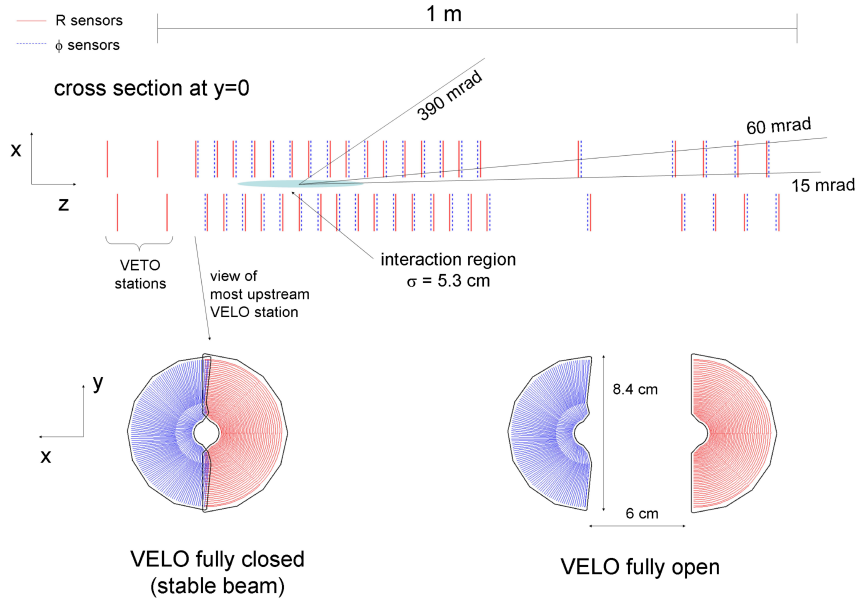 R sensors
ϕ sensors
1 m
cross section at y=0
390 mrad
60 mrad
15 mrad
x
z
VETO
stations
view of
most upstream
VELO station
interaction region
σ = 5.3 cm
y
x
8.4 cm
6 cm
VELO fully closed
(stable beam)
VELO fully open